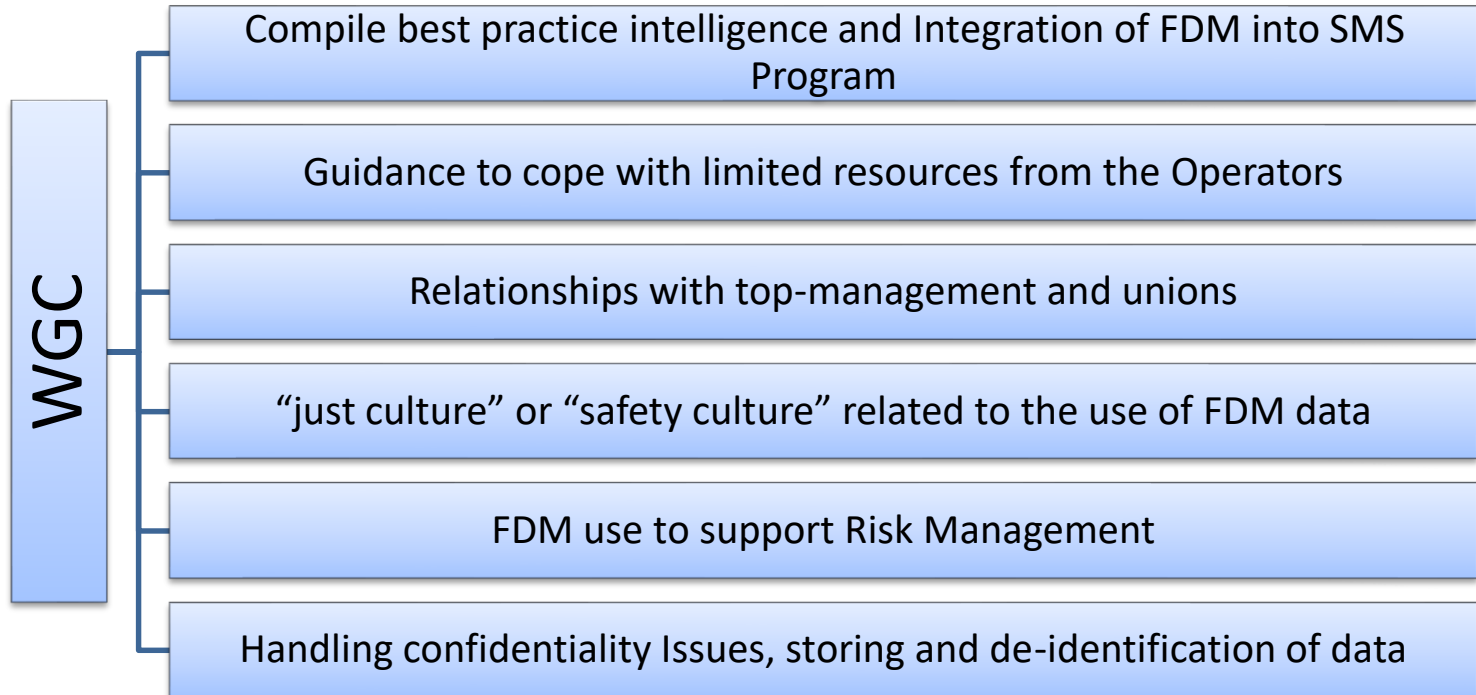 WGC
Compile best practice intelligence and Integration of FDM into SMS
Program
Guidance to cope with limited resources from the Operators
Relationships with top-management and unions
“just culture” or “safety culture” related to the use of FDM data
FDM use to support Risk Management
Handling confidentiality Issues, storing and de-identification of data